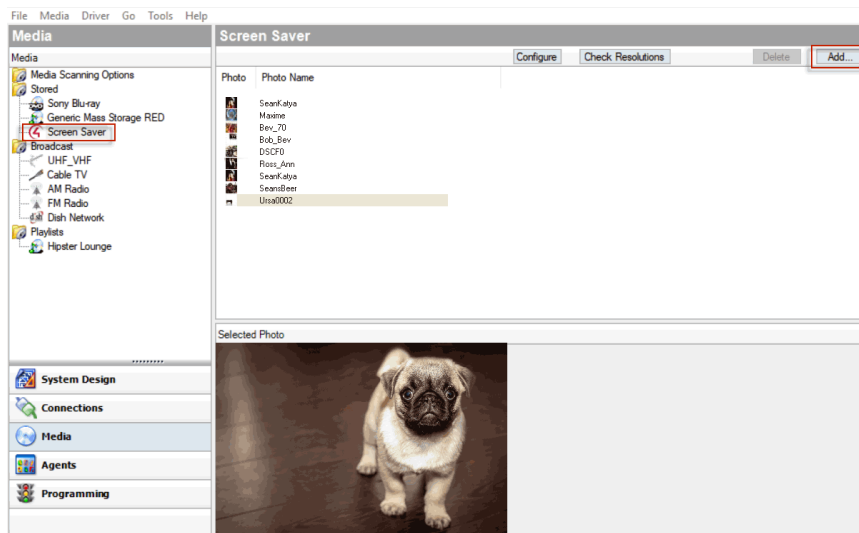 File Media Driver Go Tools Help
Media
Screen Saver
Media
Configure Check Resolutions Delete Add...
Media Scanning Options
Stored
Sony Blu-ray
Generic Mass Storage RED
Screen Saver
Broadcast
UHF_VHF
Cable TV
AM Radio
FM Radio
Dish Network
Playlists
Hipster Lounge
Photo Photo Name
SeanKatya
Maxime
Bev_70
Bob_Bev
DSCF0
Ross_Ann
SeanKatya
SeansBeer
Ursa0002
Selected Photo
System Design
Connections
Media
Agents
Programming